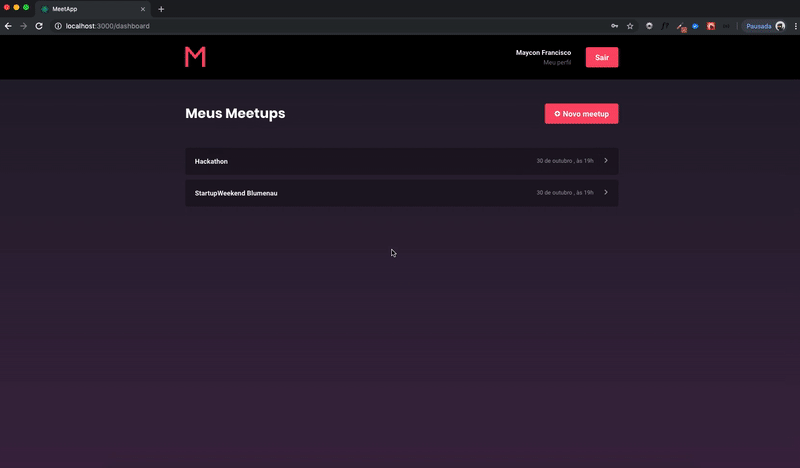 MeetApp
localhost:3000/dashboard
Pausada
M
Maycon Francisco
Meu perfil
Sair
Meus Meetups
Novo meetup
Hackathon
30 de outubro , às 19h
StartupWeekend Blumenau
30 de outubro , às 19h